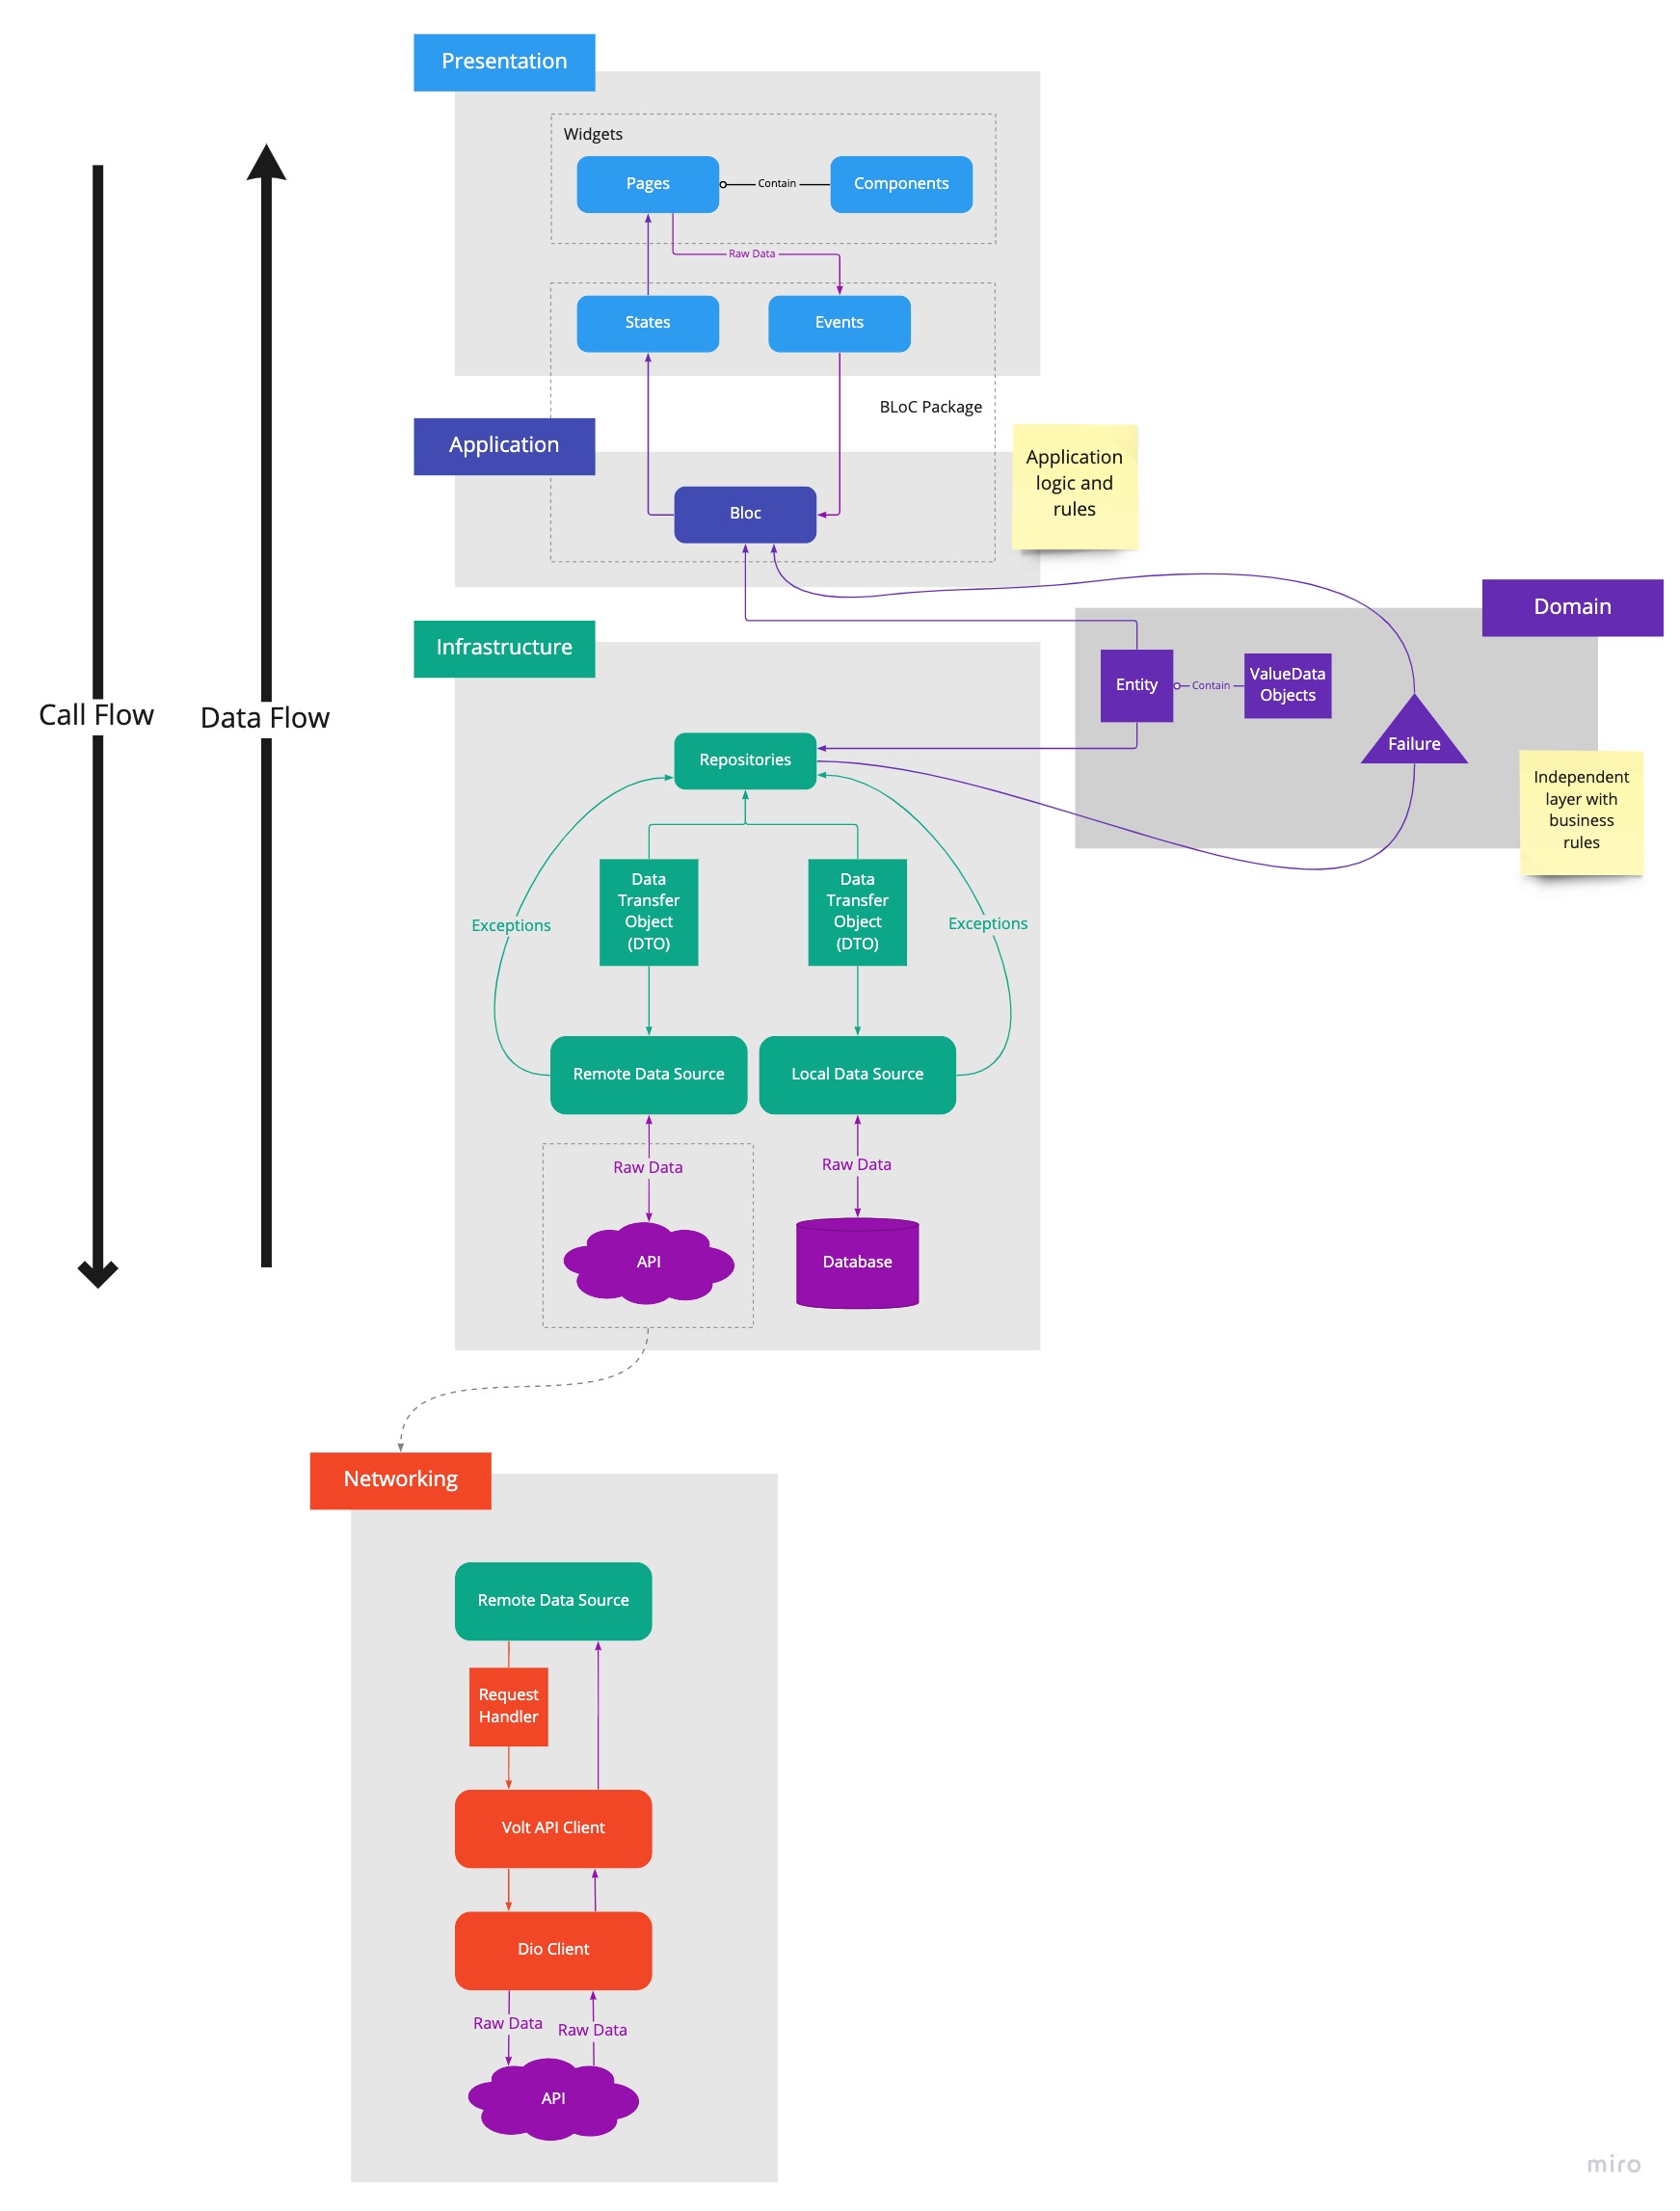 Presentation
Widgets
Pages
Contain
Components
Raw Data
States
Events
BLoC Package
Application
Bloc
Application
logic and
rules
Domain
Infrastructure
Entity
Contain
ValueData
Objects
Failure
Independent
layer with
business
rules
Call Flow
Data Flow
Repositories
Data
Transfer
Object
(DTO)
Data
Transfer
Object
(DTO)
Exceptions
Exceptions
Remote Data Source
Local Data Source
Raw Data
Raw Data
API
Database
Networking
Remote Data Source
Request
Handler
Volt API Client
Dio Client
Raw Data
Raw Data
API
miro